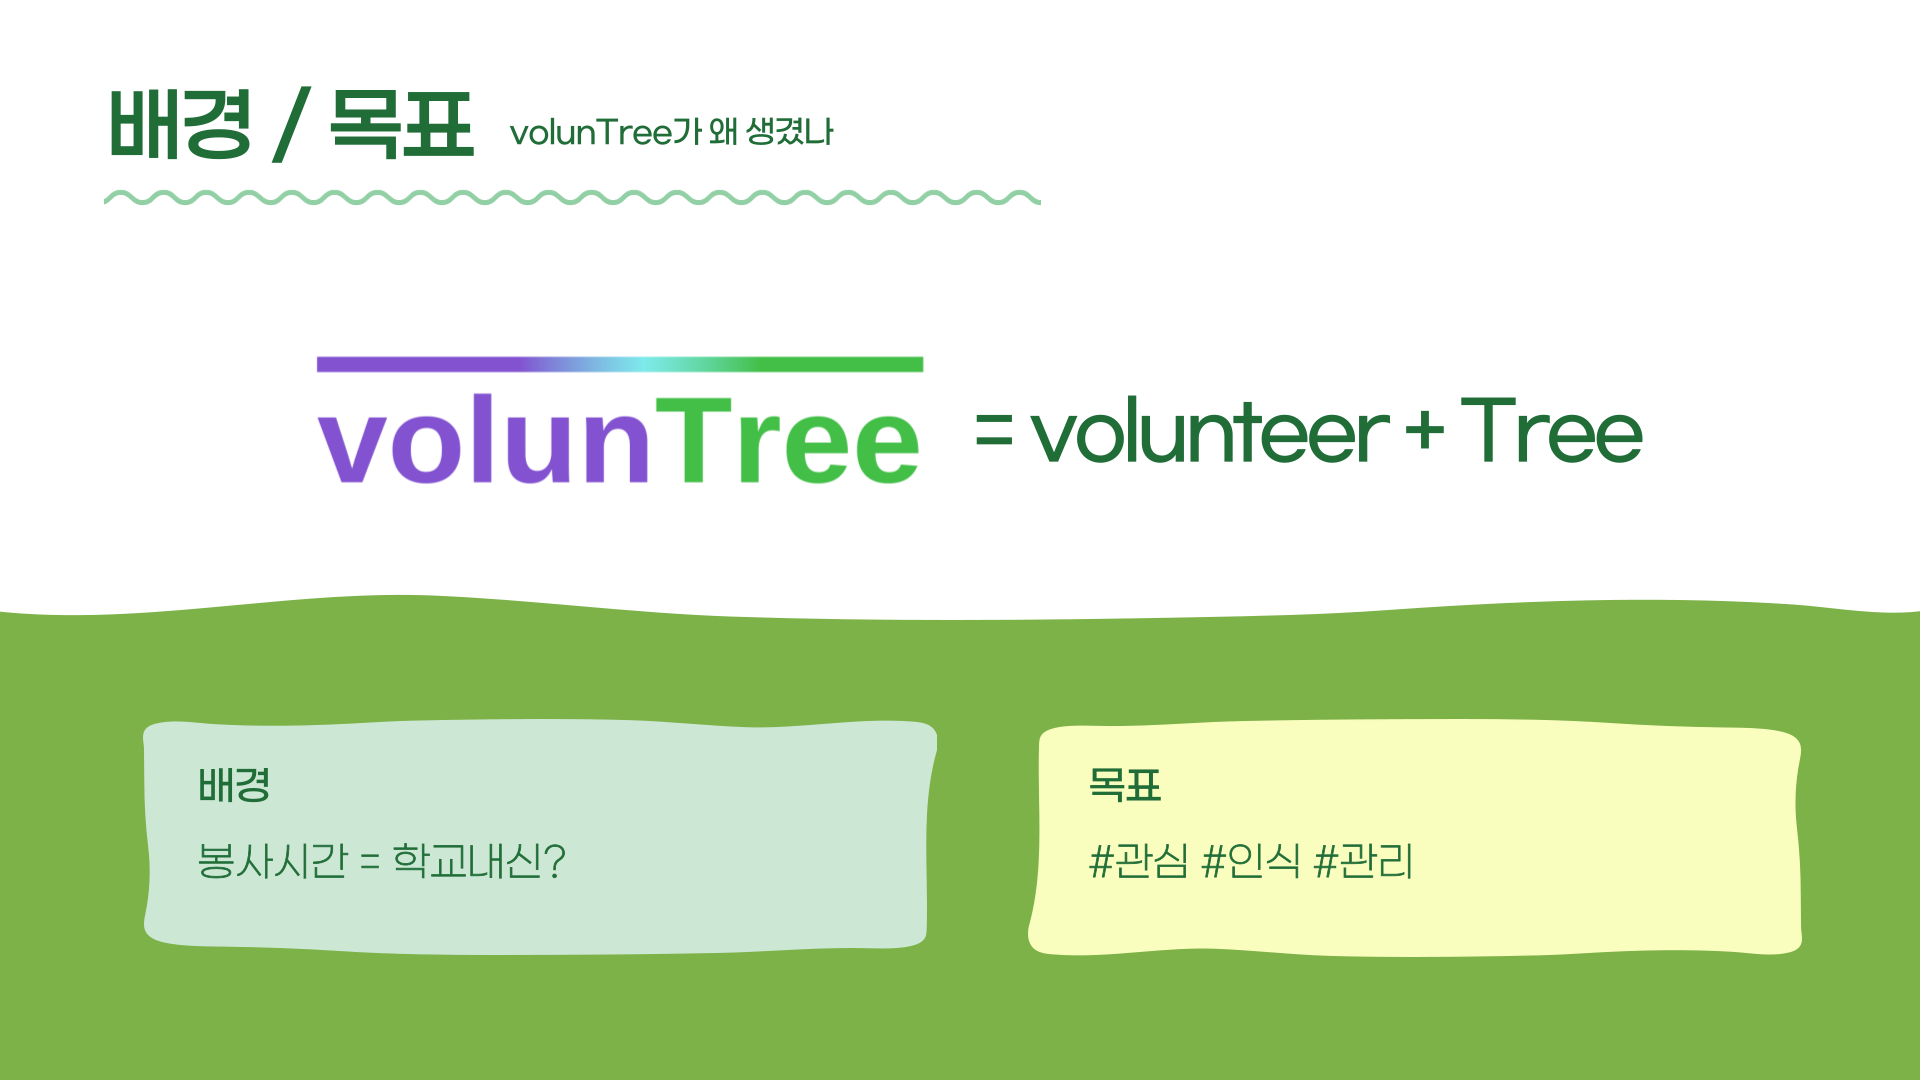 배경 / 목표 volunTree가 왜 생겼나
volunTree = volunteer + Tree
배경
봉사시간 = 학교내신?
목표
#관심 #인식 #관리